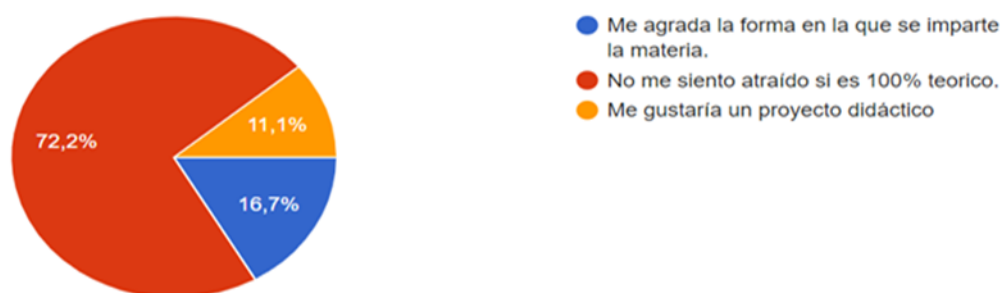 Me agrada la forma en la que se imparte
la materia.
No me siento atraído si es 100% teorico.
Me gustaría un proyecto didáctico
72,2%
11,1%
16,7%